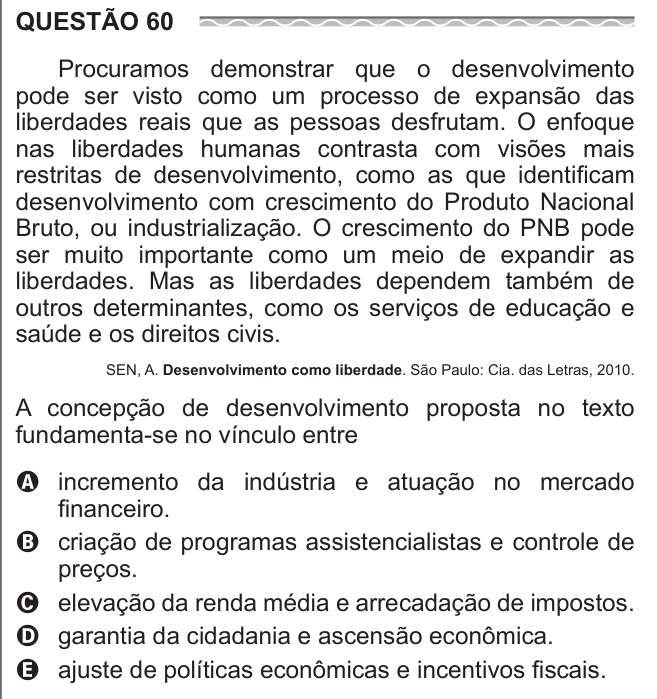 QUESTÃO 60
Procuramos demonstrar que o desenvolvimento
pode ser visto como um processo de expansão das
liberdades reais que as pessoas desfrutam. O enfoque
nas liberdades humanas contrasta com visões mais
restritas de desenvolvimento, como as que identificam
desenvolvimento com crescimento do Produto Nacional
Bruto, ou industrialização. O crescimento do PNB pode
ser muito importante como um meio de expandir as
liberdades. Mas as liberdades dependem também de
outros determinantes, como os serviços de educação e
saúde e os direitos civis.
SEN, A. Desenvolvimento como liberdade. São Paulo: Cia. das Letras, 2010.
A concepção de desenvolvimento proposta no texto
fundamenta-se no vínculo entre
A incremento da indústria e atuação no mercado
financeiro.
B criação de programas assistencialistas e controle de
preços.
C elevação da renda média e arrecadação de impostos.
D garantia da cidadania e ascensão econômica.
E ajuste de políticas econômicas e incentivos fiscais.